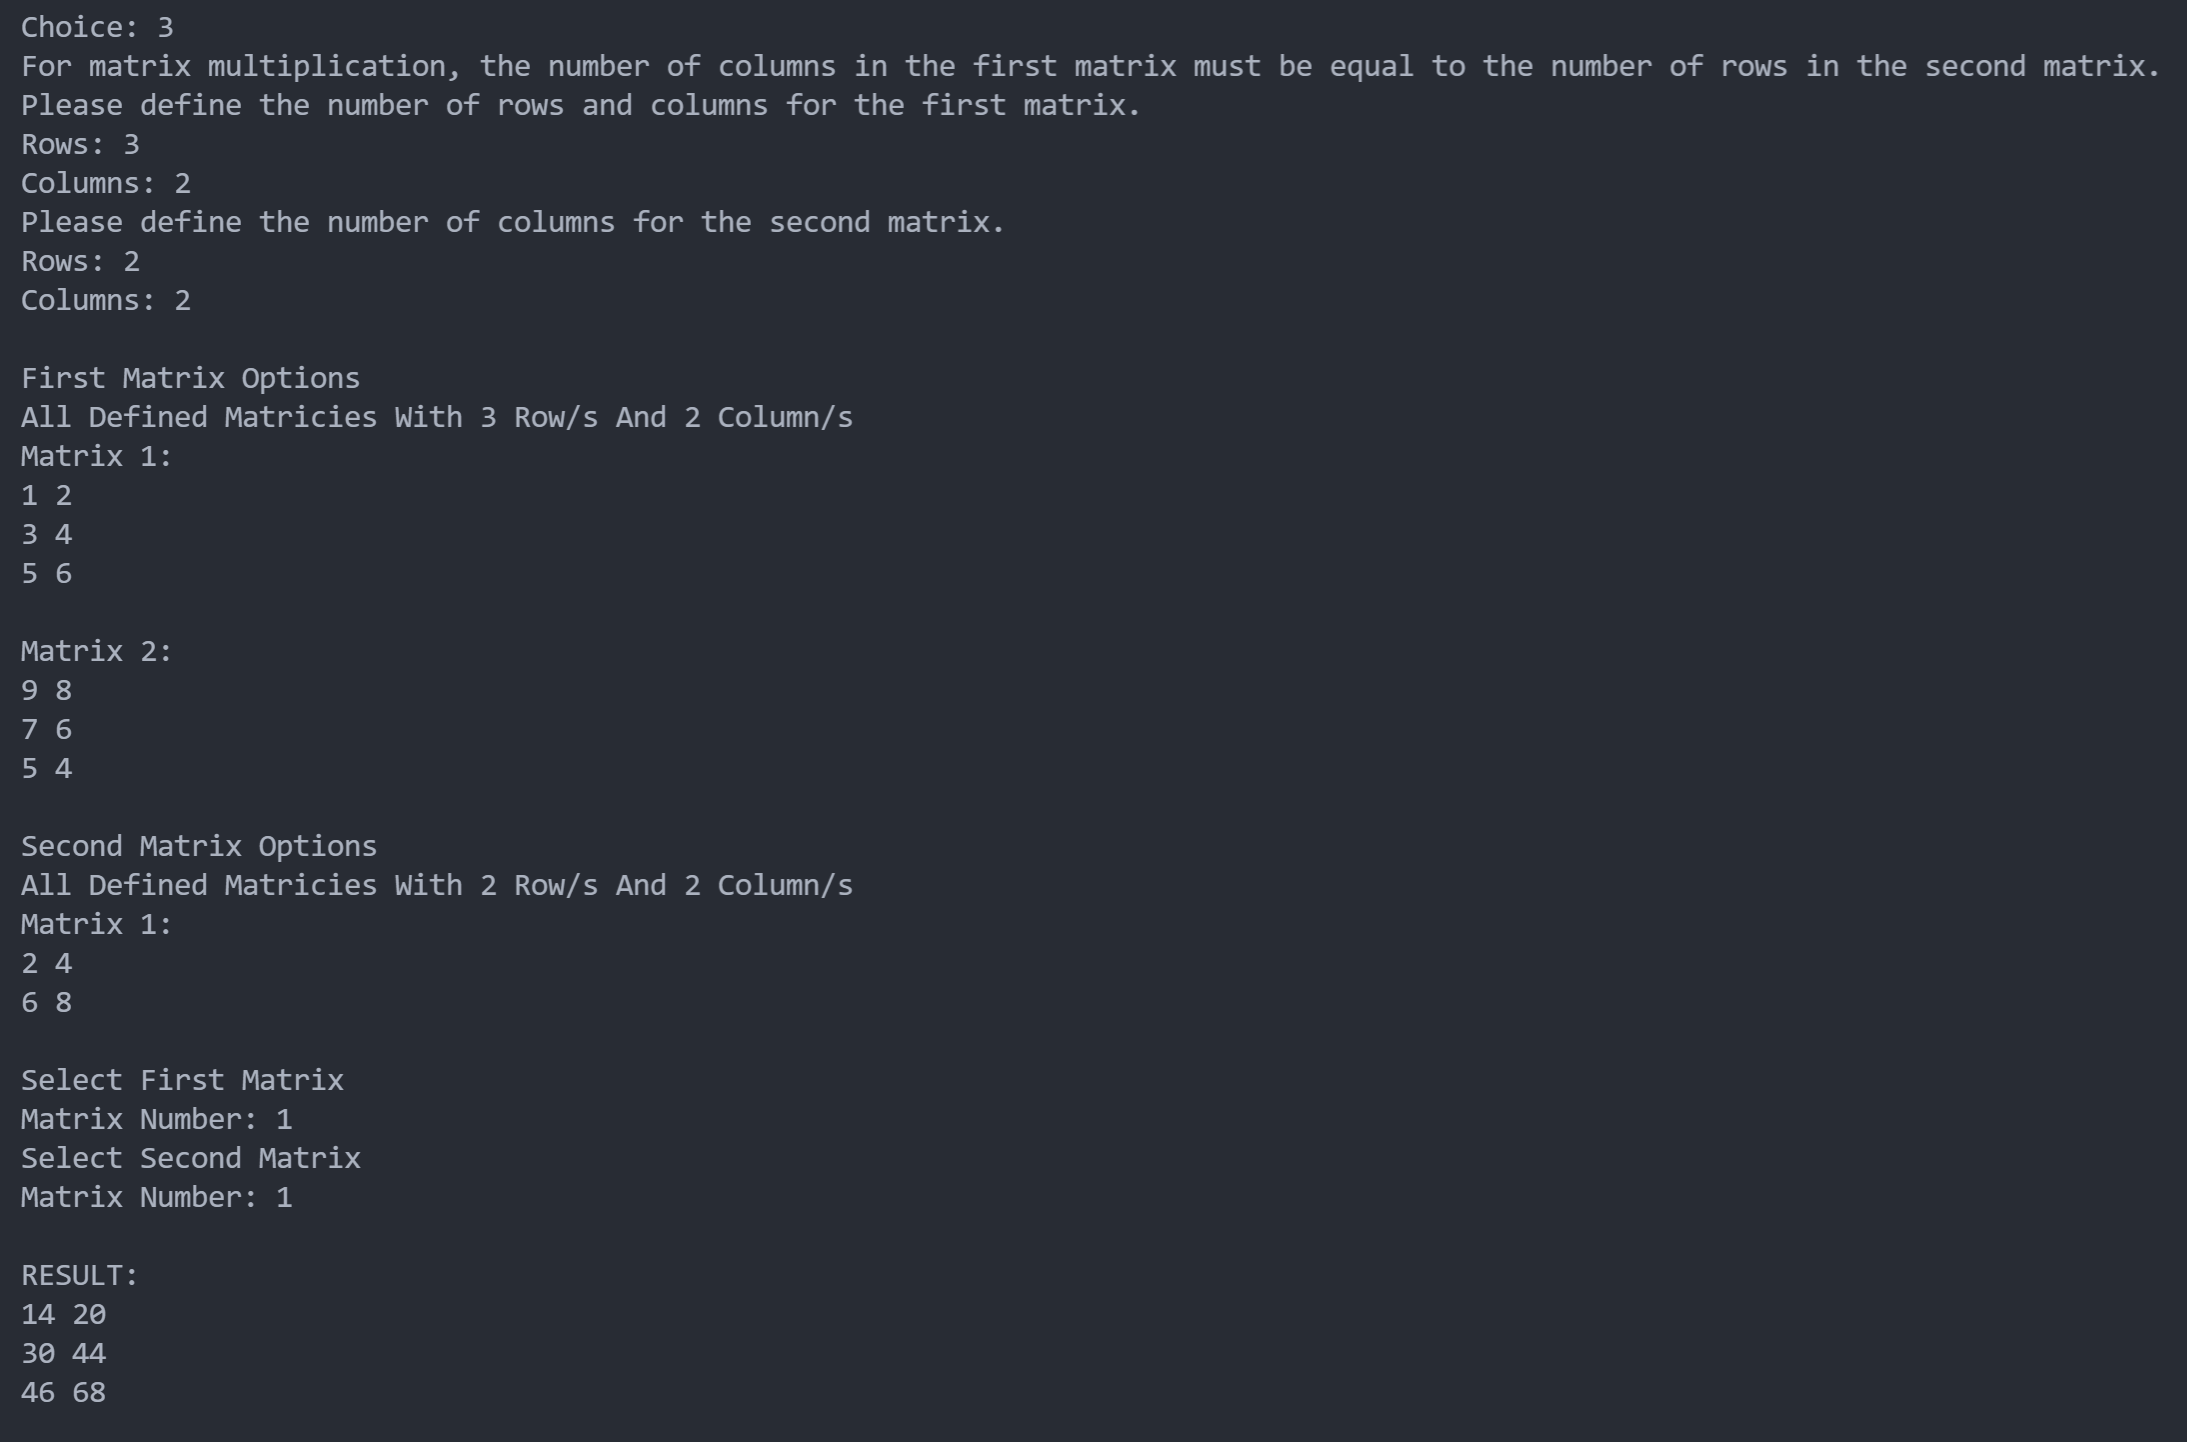 Choice: 3
For matrix multiplication, the number of columns in the first matrix must be equal to the number of rows in the second matrix.
Please define the number of rows and columns for the first matrix.
Rows: 3
Columns: 2
Please define the number of columns for the second matrix.
Rows: 2
Columns: 2

First Matrix Options
All Defined Matricies With 3 Row/s And 2 Column/s
Matrix 1:
1 2
3 4
5 6

Matrix 2:
9 8
7 6
5 4

Second Matrix Options
All Defined Matricies With 2 Row/s And 2 Column/s
Matrix 1:
2 4
6 8

Select First Matrix
Matrix Number: 1
Select Second Matrix
Matrix Number: 1

RESULT:
14 20
30 44
46 68